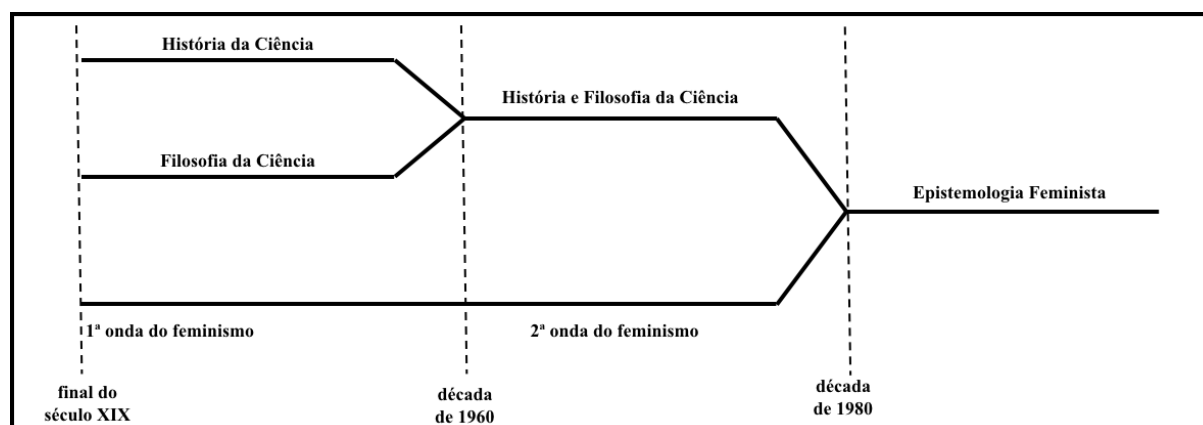 História da Ciência
História e Filosofia da Ciência
Filosofia da Ciência
Epistemologia Feminista
1ª onda do feminismo
2ª onda do feminismo
final do
século XIX
década
de 1960
década
de 1980